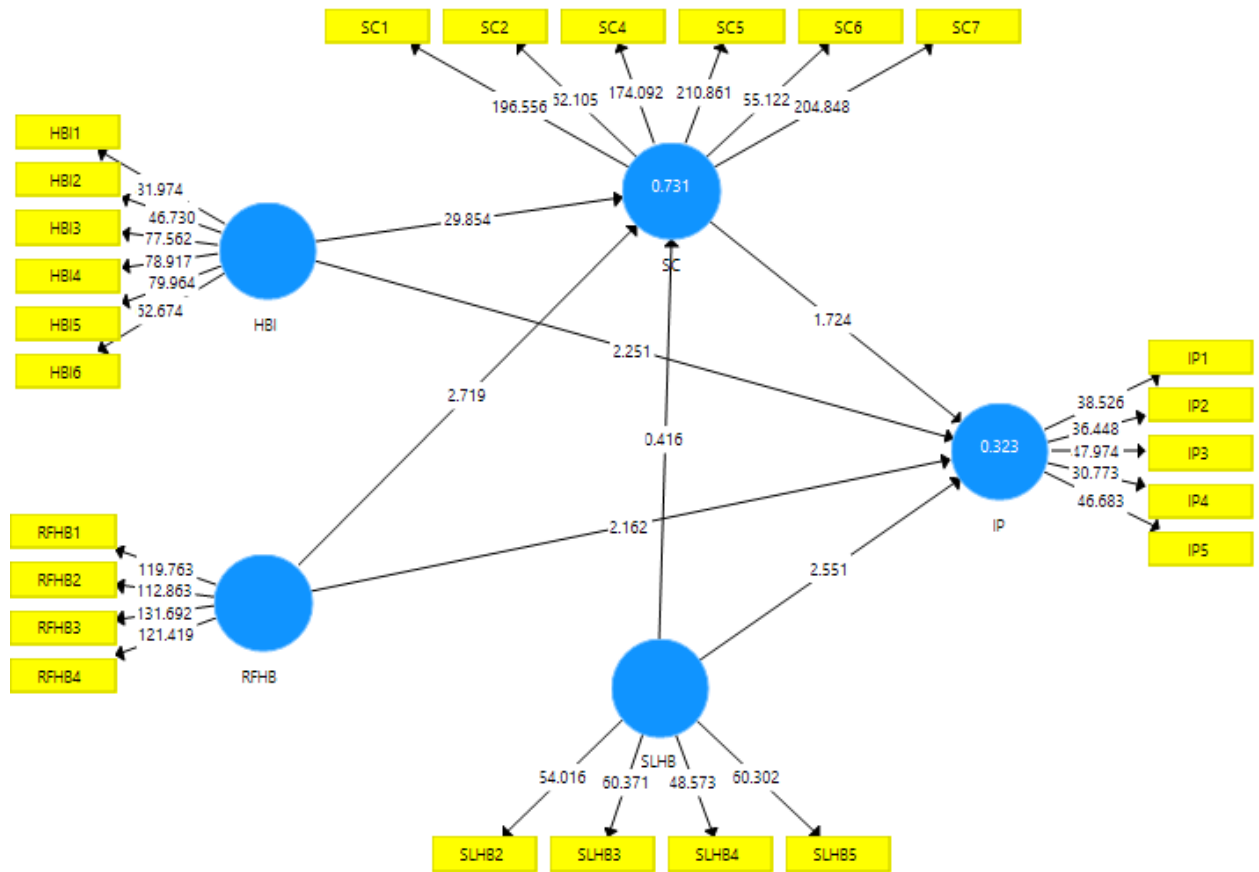 SC1 SC2 SC4 SC5 SC6 SC7
196.556 52.105 174.092 210.861 55.122 204.848
HBI1
HBI2
HBI3
HBI4
HBI5
HBI6
31.974
46.730
77.562
78.917
79.964
52.674
HBI
0.731
SC
29.854
2.251
2.719
0.416
1.724
2.162
2.551
0.323
IP
38.526
36.448
47.974
30.773
46.683
IP1
IP2
IP3
IP4
IP5
RFHB1
RFHB2
RFHB3
RFHB4
119.763
112.863
131.692
121.419
RFHB
SLHB
54.016 60.371 48.573 60.302
SLHB2 SLHB3 SLHB4 SLHB5